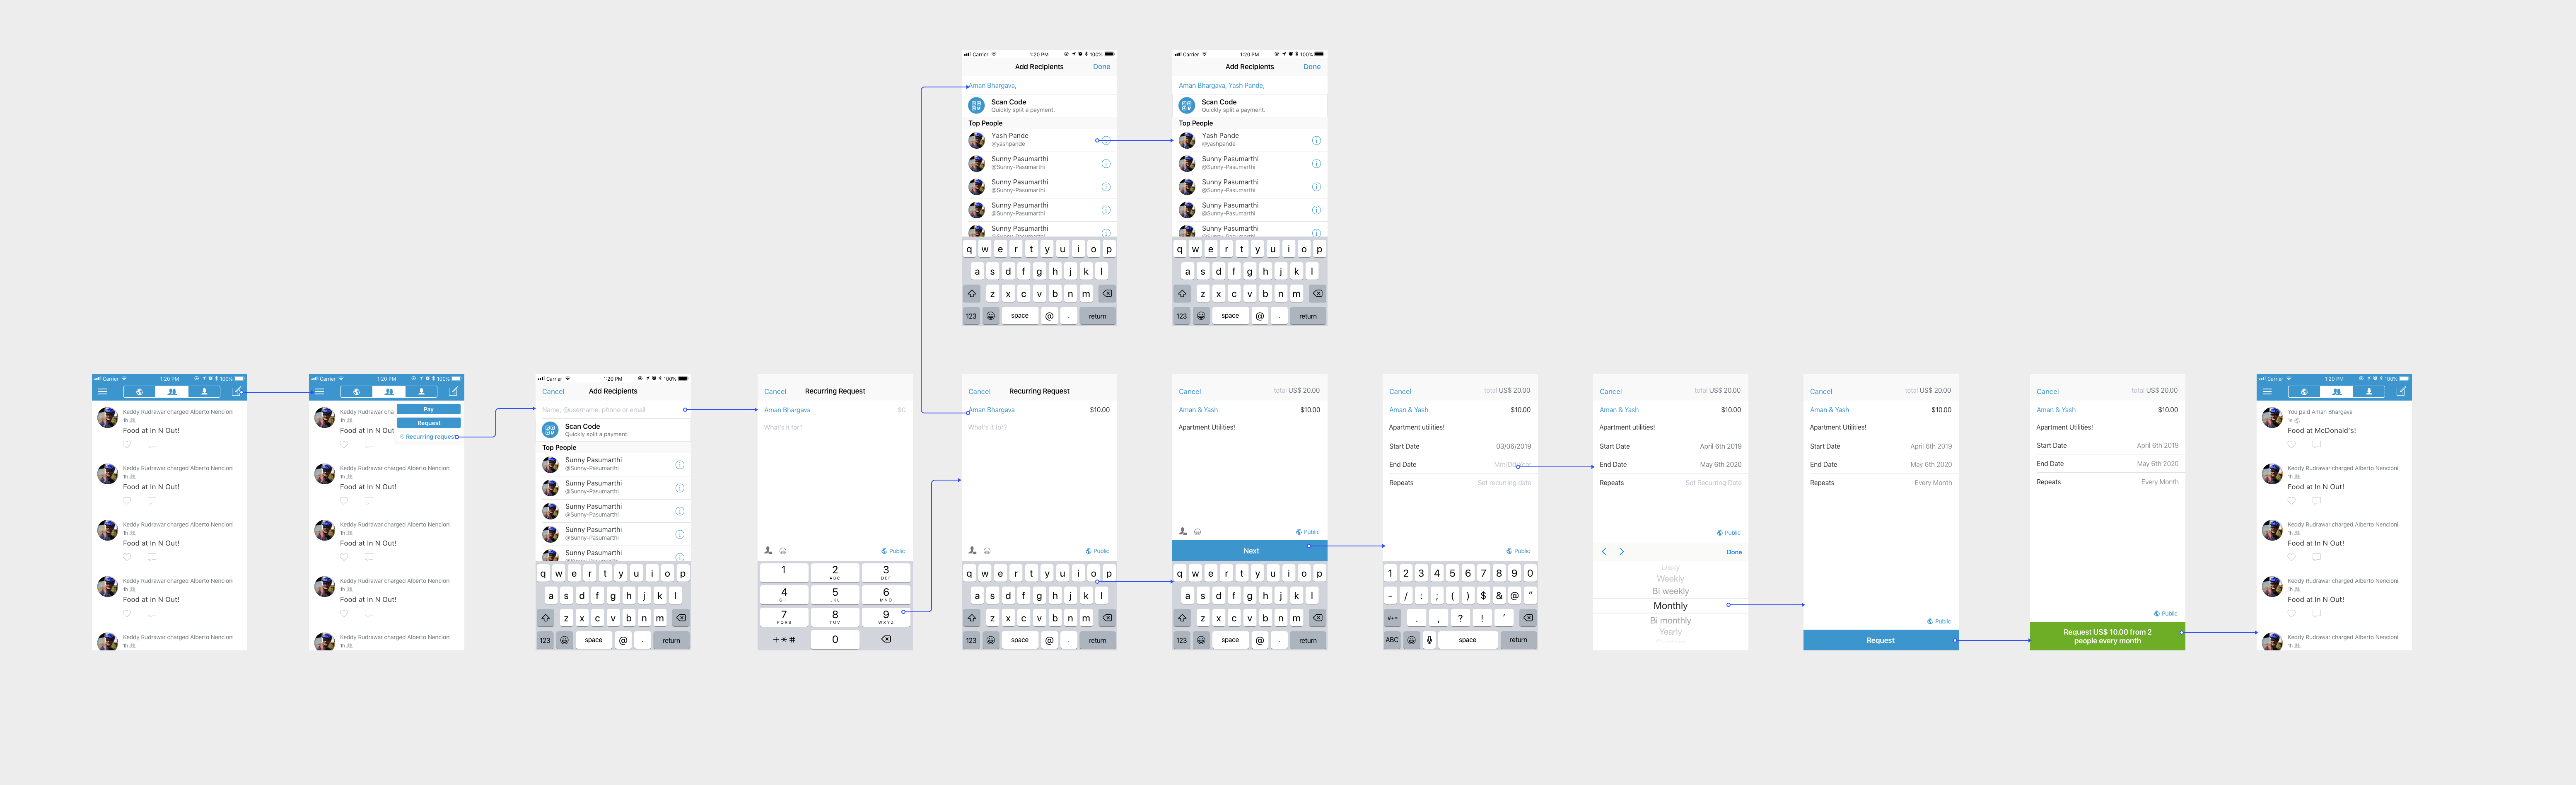 Carrier 1:20 PM 100%
Add Recipients Done
Aman Bhargava,
Scan Code
Quickly split a payment.
Top People
Yash Pande
@yashpande
Sunny Pasumarthi
@Sunny-Pasumarthi
Sunny Pasumarthi
@Sunny-Pasumarthi
Sunny Pasumarthi
@Sunny-Pasumarthi
Sunny Pasumarthi
q w e r t y u i o p
a s d f g h j k l
z x c v b n m
123 space @ . return
Carrier 1:20 PM 100%
Add Recipients Done
Aman Bhargava, Yash Pande,
Scan Code
Quickly split a payment.
Top People
Yash Pande
@yashpande
Sunny Pasumarthi
@Sunny-Pasumarthi
Sunny Pasumarthi
@Sunny-Pasumarthi
Sunny Pasumarthi
@Sunny-Pasumarthi
Sunny Pasumarthi
q w e r t y u i o p
a s d f g h j k l
z x c v b n m
123 space @ . return
Carrier 1:20 PM 100%
Keddy Rudrawar charged Alberto Nencioni
1h
Food at In N Out!
Keddy Rudrawar charged Alberto Nencioni
1h
Food at In N Out!
Keddy Rudrawar charged Alberto Nencioni
1h
Food at In N Out!
Keddy Rudrawar charged Alberto Nencioni
1h
Food at In N Out!
Keddy Rudrawar charged Alberto Nencioni
1h
Carrier 1:20 PM 100%
Keddy Rudrawar cha
Pay
1h
Request
Food at In N Out
Recurring request
Keddy Rudrawar charged Alberto Nencioni
1h
Food at In N Out!
Keddy Rudrawar charged Alberto Nencioni
1h
Food at In N Out!
Keddy Rudrawar charged Alberto Nencioni
1h
Food at In N Out!
Keddy Rudrawar charged Alberto Nencioni
1h
Carrier 1:20 PM 100%
Cancel Add Recipients
Name, @username, phone or email
Scan Code
Quickly split a payment.
Top People
Sunny Pasumarthi
@Sunny-Pasumarthi
Sunny Pasumarthi
@Sunny-Pasumarthi
Sunny Pasumarthi
@Sunny-Pasumarthi
Sunny Pasumarthi
@Sunny-Pasumarthi
Sunny Pasumarthi
q w e r t y u i o p
a s d f g h j k l
z x c v b n m
123 space @ . return
Cancel Recurring Request
Aman Bhargava $0
What's it for?
Public
1 2 3
ABC DEF
4 5 6
GHI JKL MNO
7 8 9
PQRS TUV WXYZ
+*# 0
Cancel Recurring Request
Aman Bhargava $10.00
What's it for?
Public
q w e r t y u i o p
a s d f g h j k l
z x c v b n m
123 space @ . return
Cancel total US$ 20.00
Aman & Yash $10.00
Apartment Utilities!
Public
Next
q w e r t y u i o p
a s d f g h j k l
z x c v b n m
123 space @ . return
Cancel total US$ 20.00
Aman & Yash $10.00
Apartment utilities!
Start Date 03/06/2019
End Date
Repeats Set recurring date
Public
1 2 3 4 5 6 7 8 9 0
- / : ; ( ) $ & @ "
#+= . , ? ! ′
ABC space return
Cancel total US$ 20.00
Aman & Yash $10.00
Apartment utilities!
Start Date April 6th 2019
End Date May 6th 2020
Repeats Set Recurring Date
Public
Done
Daily
Weekly
Bi weekly
Monthly
Bi monthly
Yearly
Cancel total US$ 20.00
Aman & Yash $10.00
Apartment Utilities!
Start Date April 6th 2019
End Date May 6th 2020
Repeats Every Month
Public
Request
Cancel total US$ 20.00
Aman & Yash $10.00
Apartment Utilities!
Start Date April 6th 2019
End Date May 6th 2020
Repeats Every Month
Public
Request US$ 10.00 from 2
people every month
Carrier 1:20 PM 100%
You paid Aman Bhargava
1h
Food at McDonald's!
Keddy Rudrawar charged Alberto Nencioni
1h
Food at In N Out!
Keddy Rudrawar charged Alberto Nencioni
1h
Food at In N Out!
Keddy Rudrawar charged Alberto Nencioni
1h
Food at In N Out!
Keddy Rudrawar charged Alberto Nencioni
1h